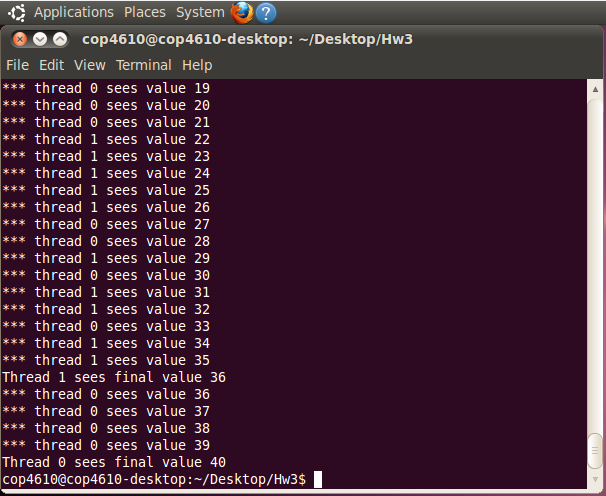 Applications Places System ?
cop4610@cop4610-desktop: ~/Desktop/Hw3
File Edit View Terminal Help
*** thread 0 sees value 19
*** thread 0 sees value 20
*** thread 0 sees value 21
*** thread 1 sees value 22
*** thread 1 sees value 23
*** thread 1 sees value 24
*** thread 1 sees value 25
*** thread 1 sees value 26
*** thread 0 sees value 27
*** thread 0 sees value 28
*** thread 1 sees value 29
*** thread 0 sees value 30
*** thread 1 sees value 31
*** thread 1 sees value 32
*** thread 0 sees value 33
*** thread 1 sees value 34
*** thread 1 sees value 35
Thread 1 sees final value 36
*** thread 0 sees value 36
*** thread 0 sees value 37
*** thread 0 sees value 38
*** thread 0 sees value 39
Thread 0 sees final value 40
cop4610@cop4610-desktop:~/Desktop/Hw3$